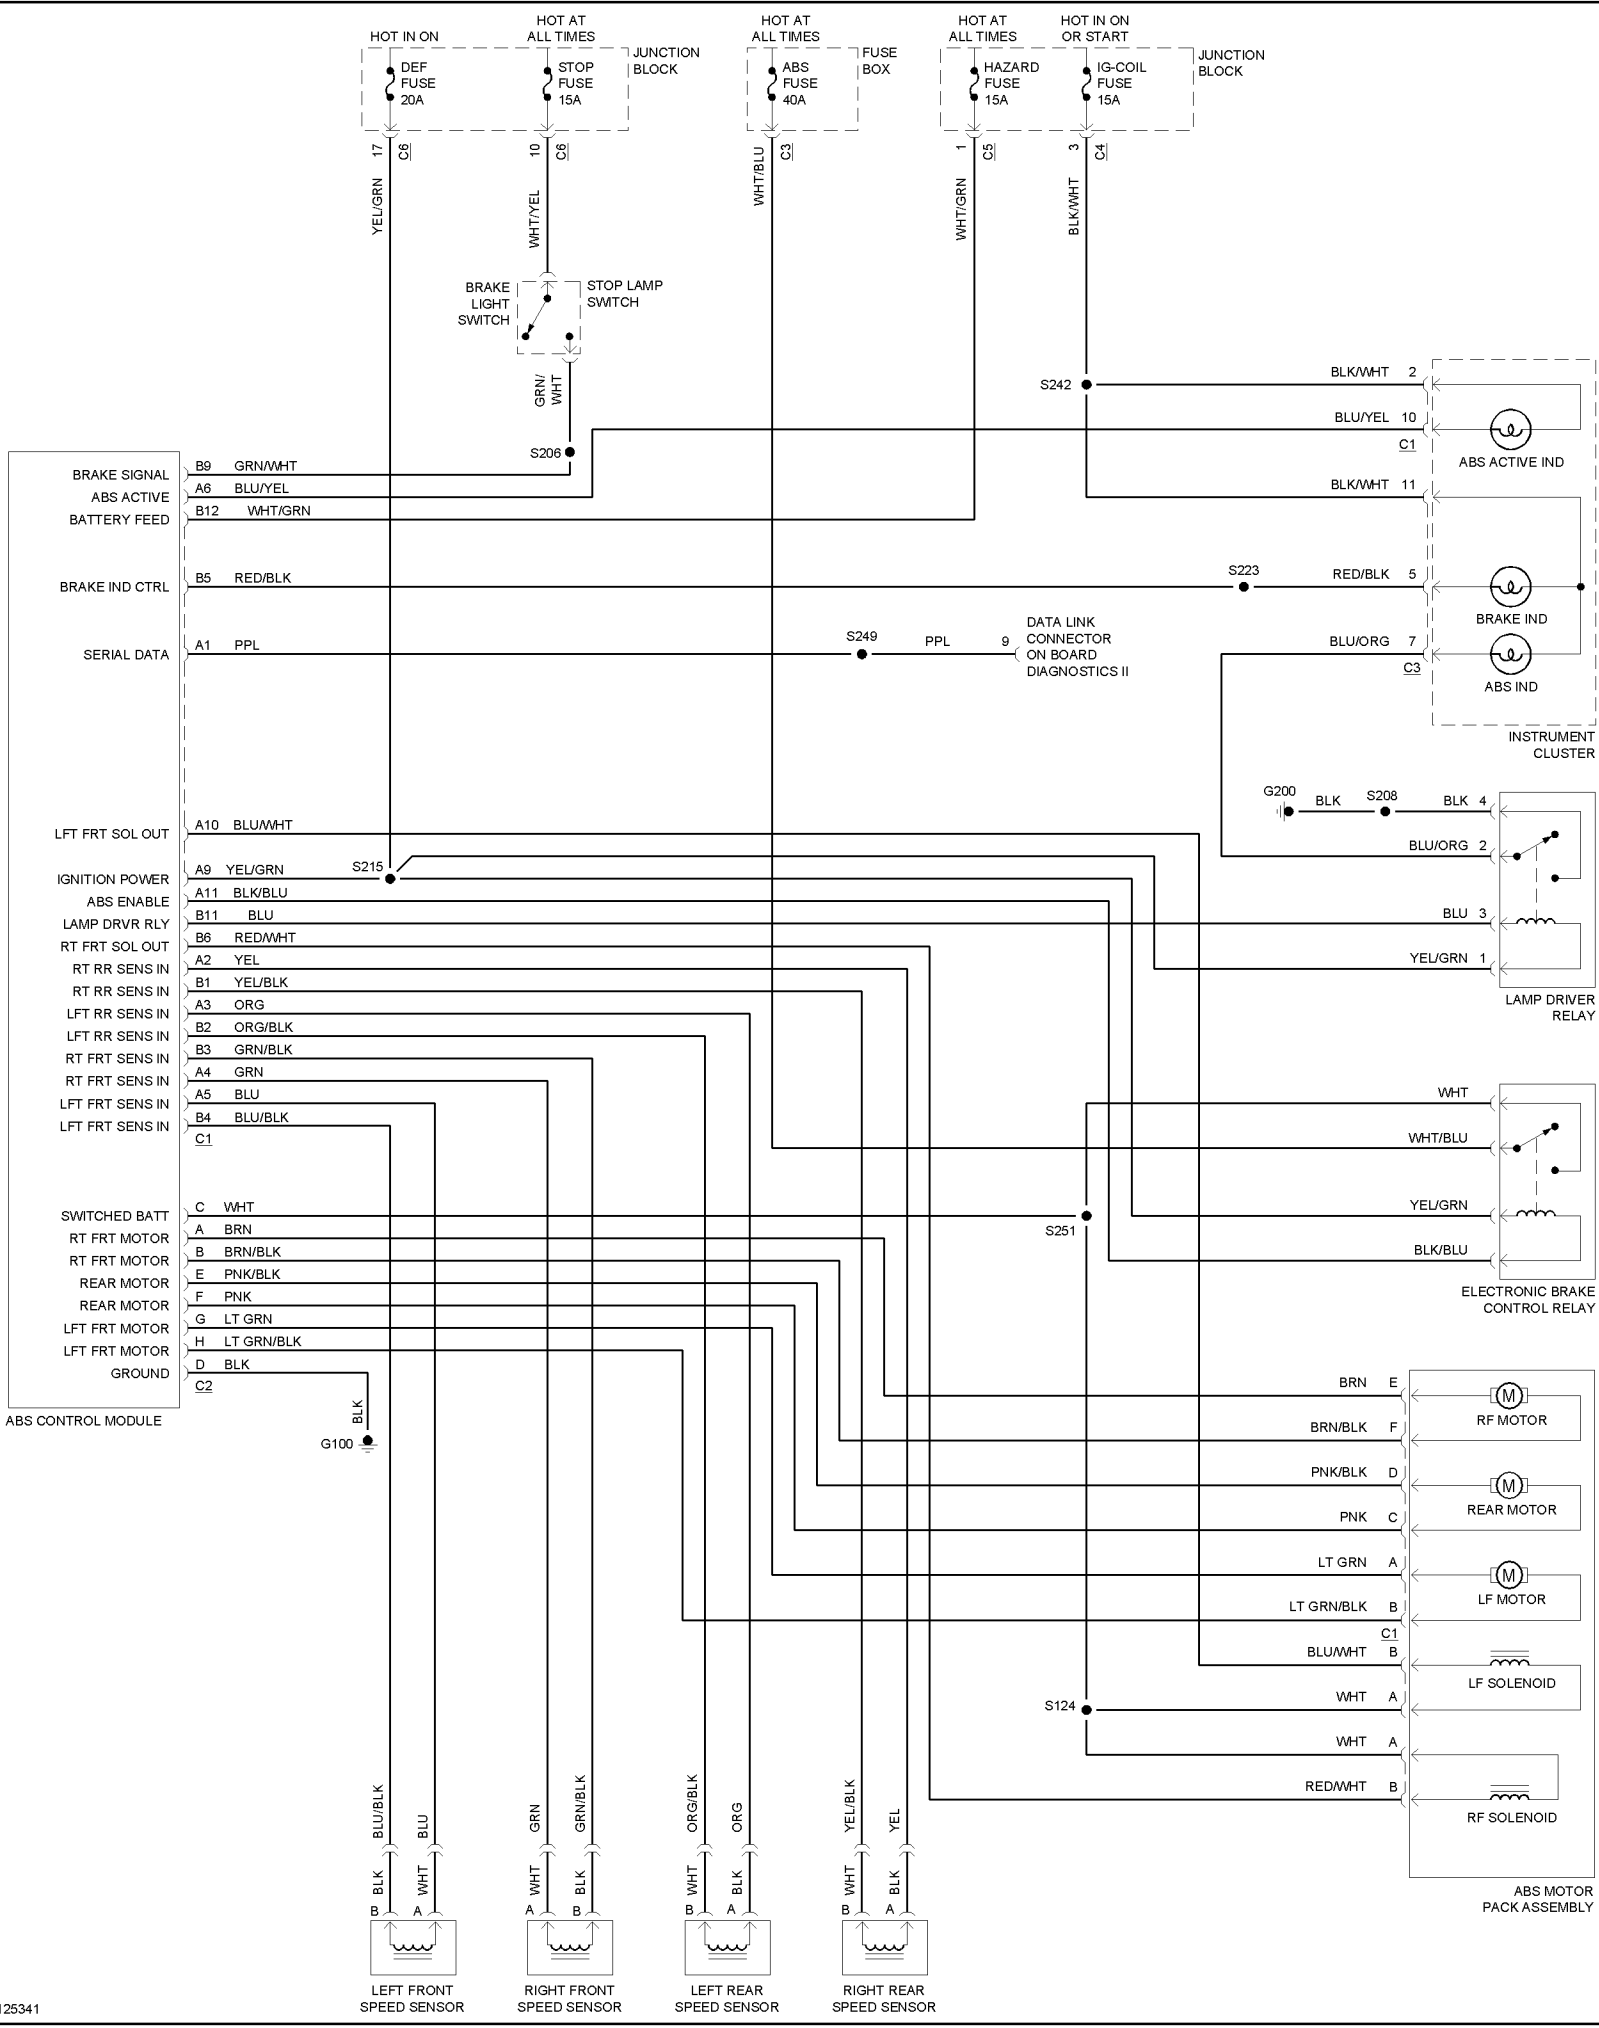 HOT IN ON
HOT AT
ALL TIMES
HOT AT
ALL TIMES
HOT AT
ALL TIMES
HOT IN ON
OR START
DEF
FUSE
20A
STOP
FUSE
15A
JUNCTION
BLOCK
ABS
FUSE
40A
FUSE
BOX
HAZARD
FUSE
15A
IG-COIL
FUSE
15A
JUNCTION
BLOCK
17
C6
10
C6
C3
1
C5
3
C4
YEL/GRN
WHT/YEL
WHT/BLU
WHT/GRN
BLK/WHT
BRAKE
LIGHT
SWITCH
STOP LAMP
SWITCH
GRN/
WHT
S206
S242
BLK/WHT 2
BLU/YEL 10
C1
ABS ACTIVE IND
BLK/WHT 11
S223
RED/BLK 5
BRAKE IND
BLU/ORG 7
C3
ABS IND
INSTRUMENT
CLUSTER
BRAKE SIGNAL B9 GRN/WHT
ABS ACTIVE A6 BLU/YEL
BATTERY FEED B12 WHT/GRN
BRAKE IND CTRL B5 RED/BLK
SERIAL DATA A1 PPL
S249
PPL 9
DATA LINK
CONNECTOR
ON BOARD
DIAGNOSTICS II
G200 BLK S208 BLK 4
BLU/ORG 2
BLU 3
YEL/GRN 1
LAMP DRIVER
RELAY
LFT FRT SOL OUT A10 BLU/WHT
S215
IGNITION POWER A9 YEL/GRN
ABS ENABLE A11 BLK/BLU
LAMP DRVR RLY B11 BLU
RT FRT SOL OUT B6 RED/WHT
RT RR SENS IN A2 YEL
RT RR SENS IN B1 YEL/BLK
LFT RR SENS IN A3 ORG
LFT RR SENS IN B2 ORG/BLK
RT FRT SENS IN B3 GRN/BLK
RT FRT SENS IN A4 GRN
LFT FRT SENS IN A5 BLU
LFT FRT SENS IN B4 BLU/BLK
C1
WHT
WHT/BLU
YEL/GRN
BLK/BLU
ELECTRONIC BRAKE
CONTROL RELAY
S251
SWITCHED BATT C WHT
RT FRT MOTOR A BRN
RT FRT MOTOR B BRN/BLK
REAR MOTOR E PNK/BLK
REAR MOTOR F PNK
LFT FRT MOTOR G LT GRN
LFT FRT MOTOR H LT GRN/BLK
GROUND D BLK
C2
ABS CONTROL MODULE
BLK
G100
BRN E
RF MOTOR
M
BRN/BLK F
PNK/BLK D
M
REAR MOTOR
PNK C
LT GRN A
M
LF MOTOR
LT GRN/BLK B
C1
BLU/WHT B
LF SOLENOID
S124
WHT A
WHT A
RED/WHT B
RF SOLENOID
ABS MOTOR
PACK ASSEMBLY
BLU/BLK
BLU
GRN
GRN/BLK
ORG/BLK
ORG
YEL/BLK
YEL
BLK
WHT
WHT
BLK
WHT
BLK
WHT
BLK
B A
A B
B A
B A
LEFT FRONT
SPEED SENSOR
RIGHT FRONT
SPEED SENSOR
LEFT REAR
SPEED SENSOR
RIGHT REAR
SPEED SENSOR
125341